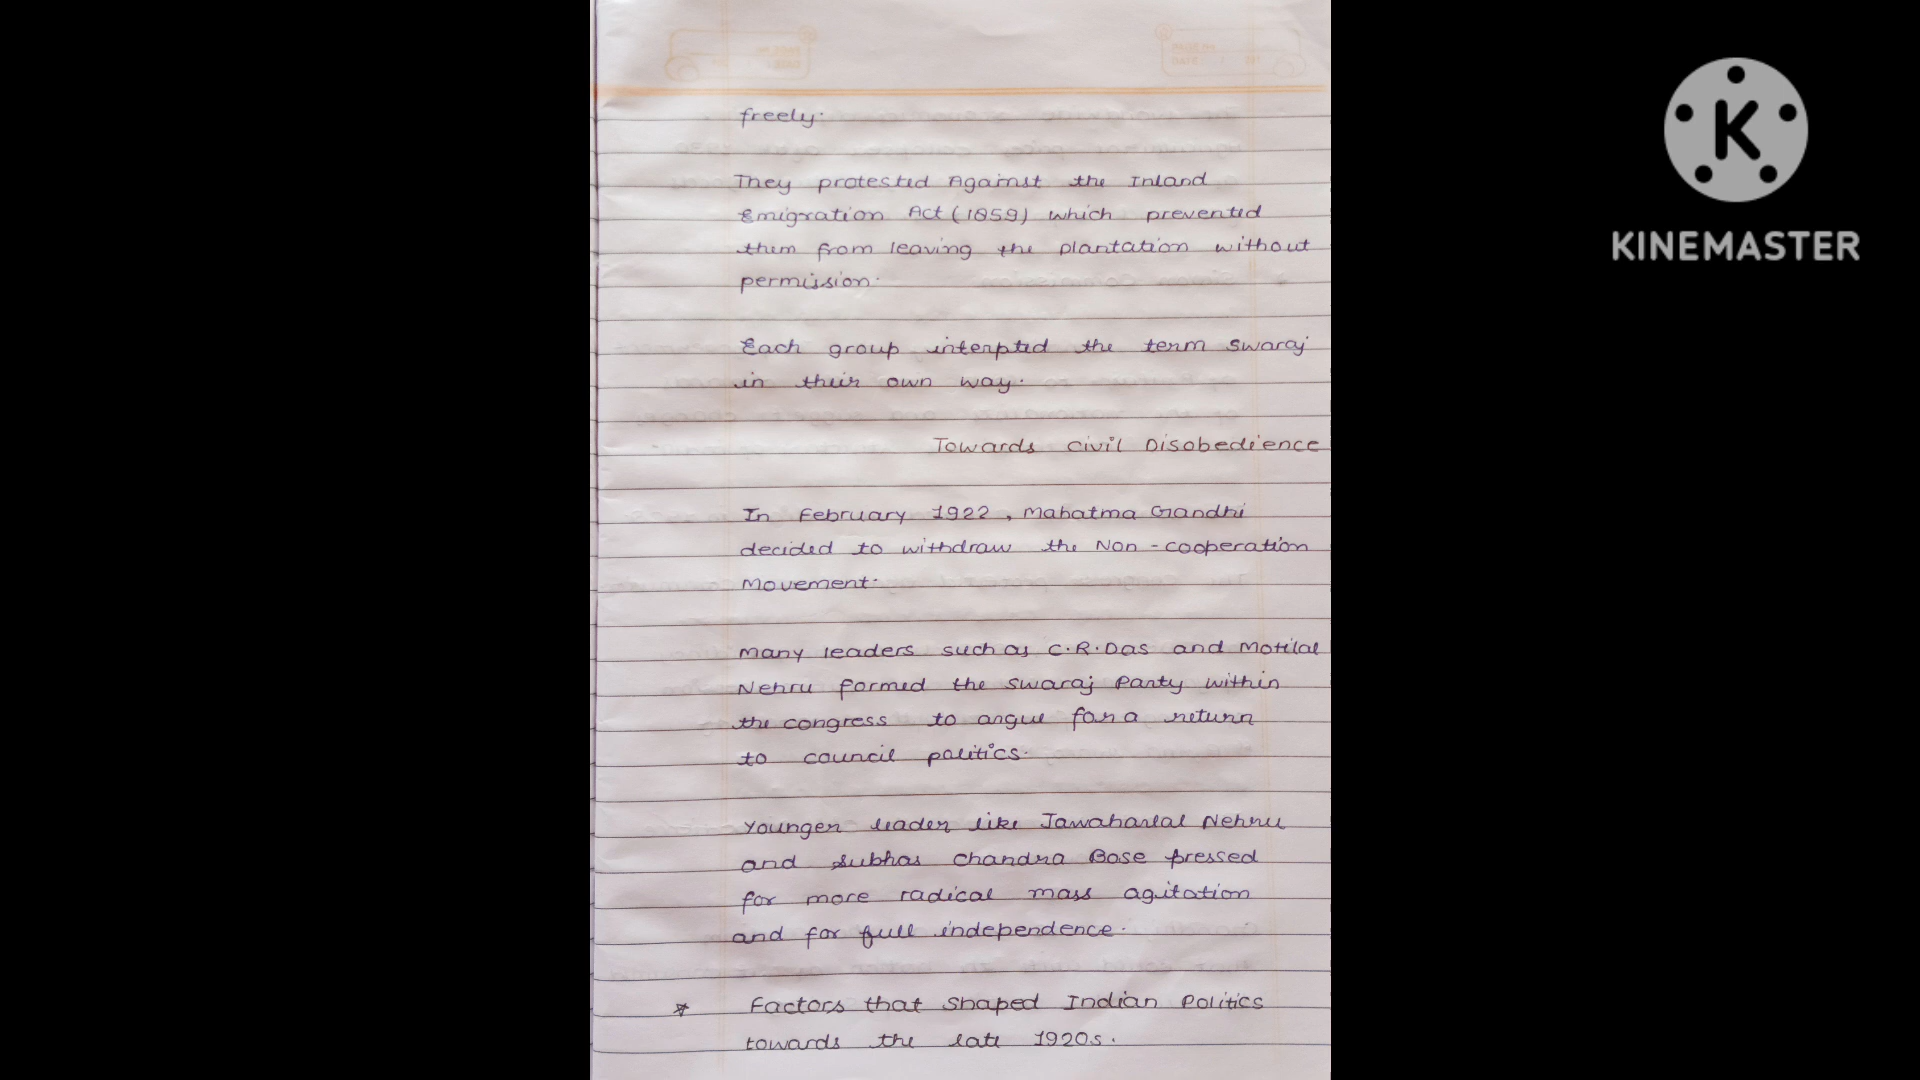 freely.
They protested Against the Inland
Emigration Act (1859) which prevented
them from leaving the plantation without
permission.
Each group interpted the term swaraj
in their own way.
Towards Civil Disobedience
In February 1922, Mahatma Gandhi
decided to withdraw the Non-cooperation
Movement.
Many leaders such as C.R.Das and Motilal
Nehru formed the swaraj Party within
the congress to argue for a return
to council politics.
Younger leader like Jawaharlal Nehru
and Subhas Chandra Bose pressed
for more radical mass agitation
and for full independence.
* Factors that shaped Indian Politics
towards the late 1920s.
K
KINEMASTER